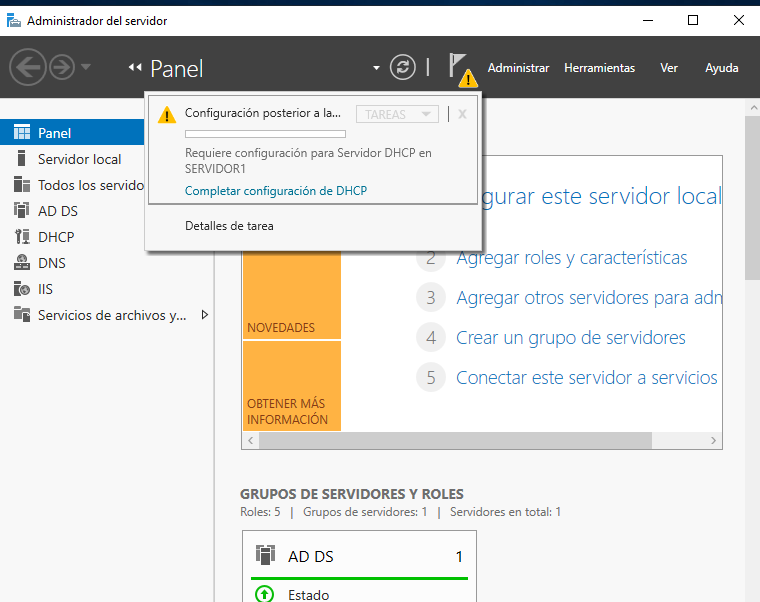 Administrador del servidor
Panel
Administrar Herramientas Ver Ayuda
Configuración posterior a la... TAREAS X
Requiere configuración para Servidor DHCP en
SERVIDOR1
Completar configuración de DHCP
Detalles de tarea
Panel
Servidor local
Todos los servido
AD DS
DHCP
DNS
IIS
Servicios de archivos y...
gurar este servidor local
2 Agregar roles y características
3 Agregar otros servidores para adm
4 Crear un grupo de servidores
5 Conectar este servidor a servicios
NOVEDADES
OBTENER MÁS
INFORMACIÓN
GRUPOS DE SERVIDORES Y ROLES
Roles: 5 | Grupos de servidores: 1 | Servidores en total: 1
AD DS 1
Estado